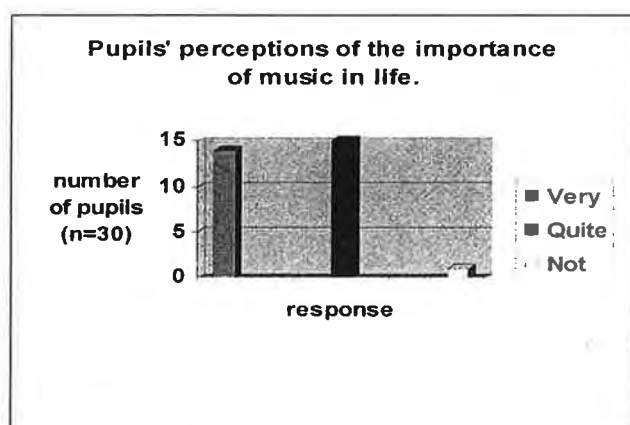 Pupils' perceptions of the importance
of music in life.
15
number
10
of pupils
5
(n=30)
0
response
Very
Quite
Not